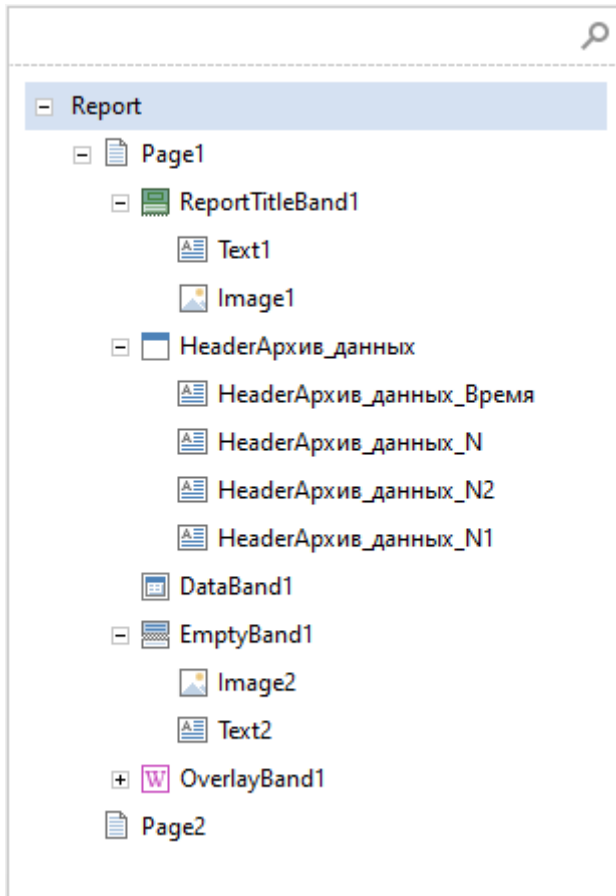 Report
Page1
ReportTitleBand1
Text1
Image1
HeaderАрхив_данных
HeaderАрхив_данных_Время
HeaderАрхив_данных_N
HeaderАрхив_данных_N2
HeaderАрхив_данных_N1
DataBand1
EmptyBand1
Image2
Text2
OverlayBand1
Page2